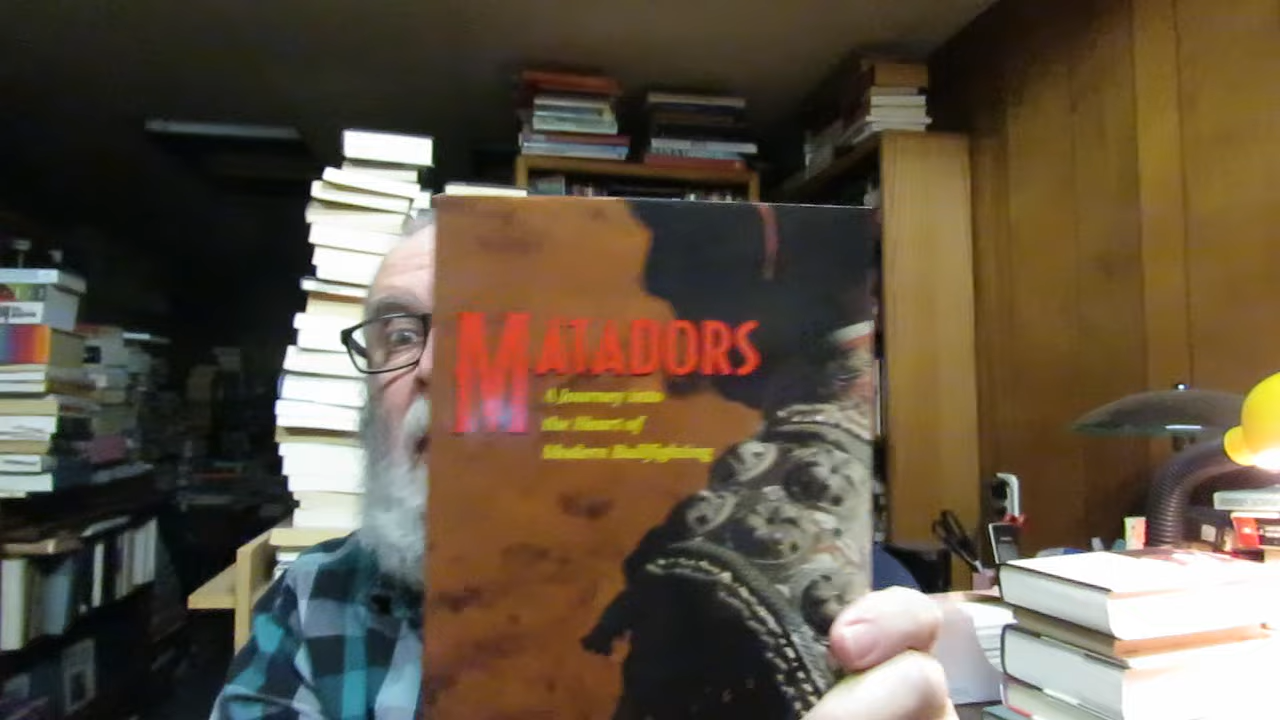 MATADORS
A Journey into
the Heart of
Modern Bullfighting